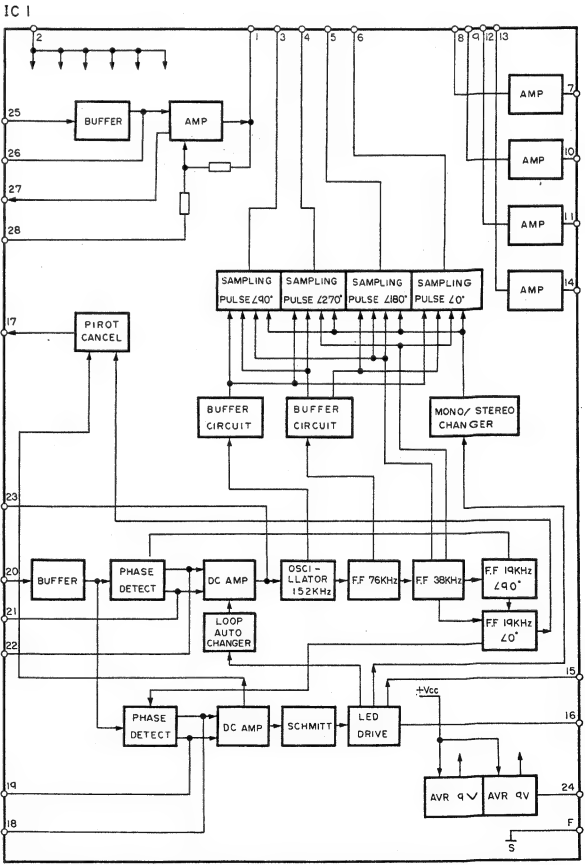 IC 1
2
1
3
4
5
6
8
9
12
13
25
BUFFER
AMP
26
27
28
AMP
7
AMP
10
AMP
11
AMP
14
SAMPLING
PULSE ∠90°
SAMPLING
PULSE ∠270°
SAMPLING
PULSE ∠180°
SAMPLING
PULSE ∠0°
17
PIROT
CANCEL
BUFFER
CIRCUIT
BUFFER
CIRCUIT
MONO/STEREO
CHANGER
23
20
BUFFER
PHASE
DETECT
DC AMP
OSCI-
LLATOR
152KHz
F.F 76KHz
F.F 38KHz
F.F 19KHz
∠90°
21
22
LOOP
AUTO
CHANGER
F.F 19KHz
∠0°
15
PHASE
DETECT
DC AMP
SCHMITT
LED
DRIVE
16
+Vcc
19
AVR 9V
AVR 9V
24
18
F
S